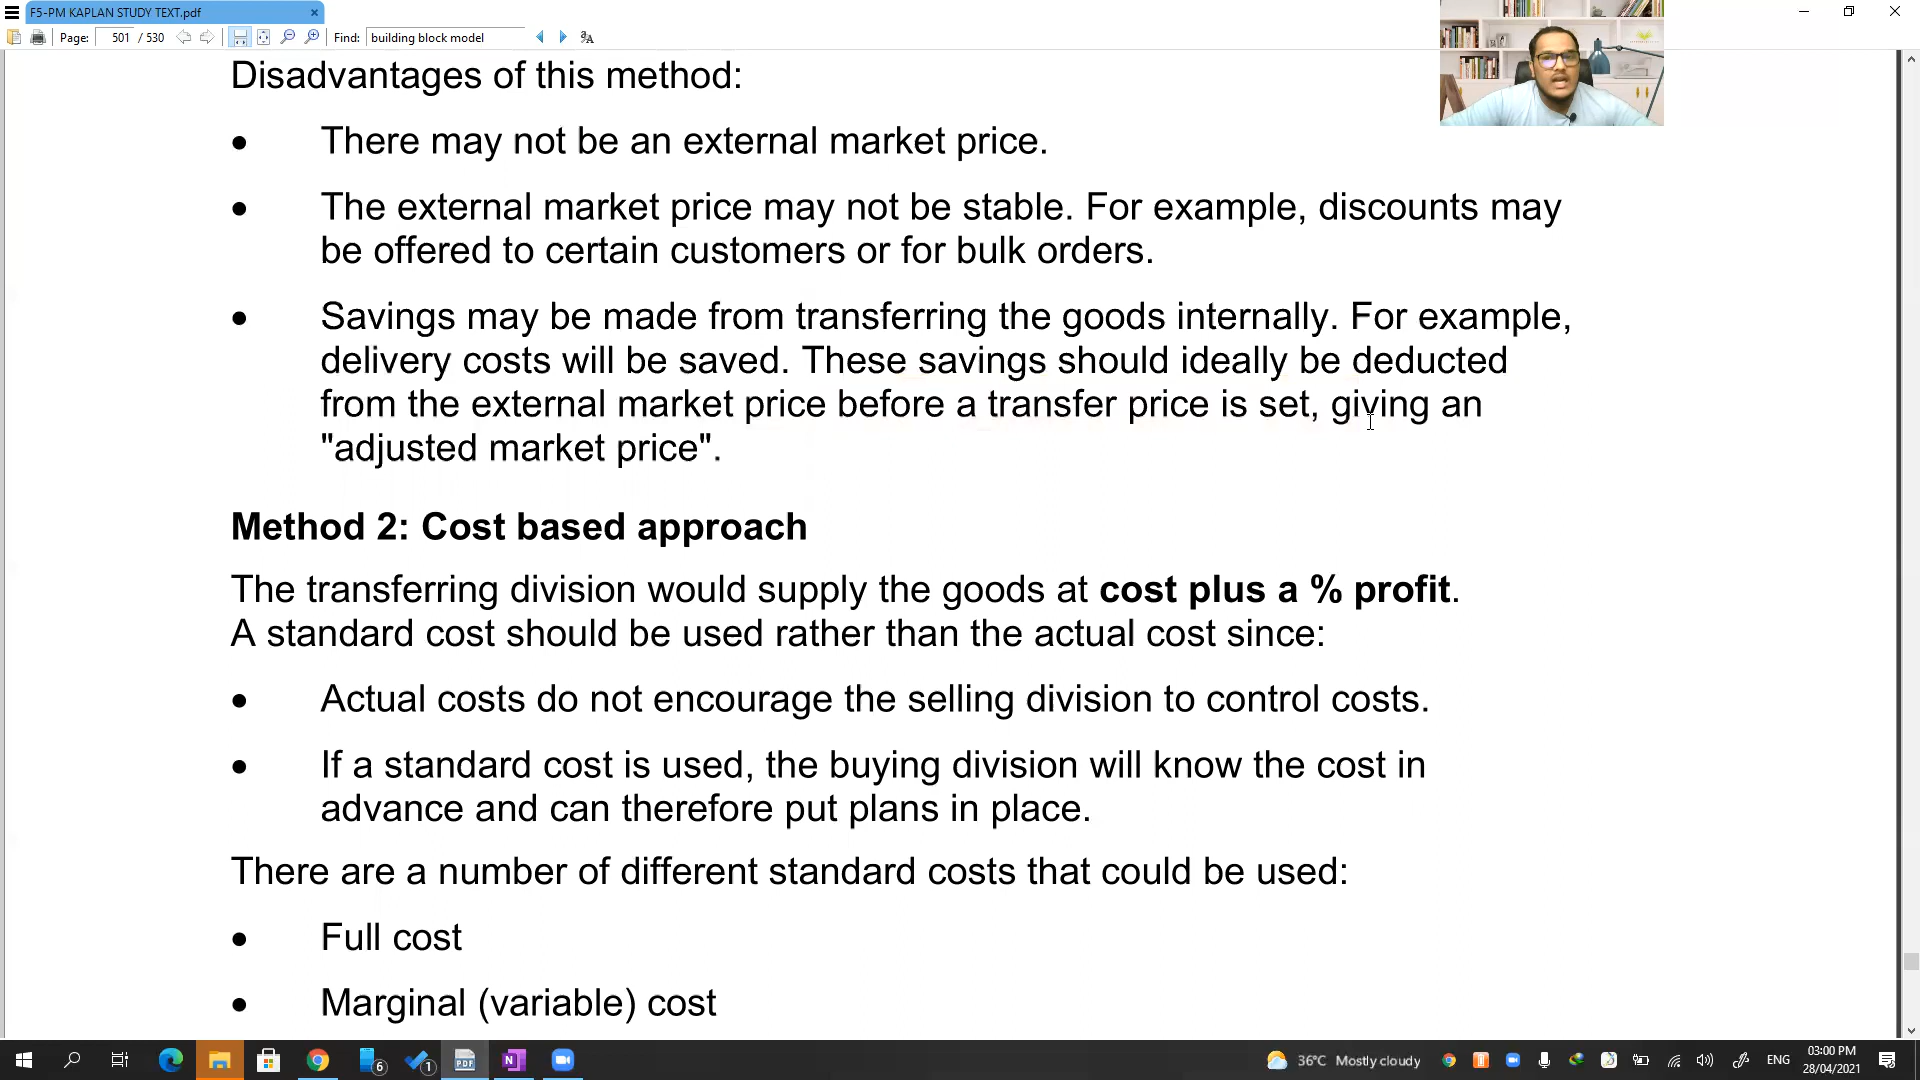 F5-PM KAPLAN STUDY TEXT.pdf
Page: 501 / 530 Find: building block model
Disadvantages of this method:
• There may not be an external market price.
• The external market price may not be stable. For example, discounts may
be offered to certain customers or for bulk orders.
• Savings may be made from transferring the goods internally. For example,
delivery costs will be saved. These savings should ideally be deducted
from the external market price before a transfer price is set, giving an
"adjusted market price".
Method 2: Cost based approach
The transferring division would supply the goods at cost plus a % profit.
A standard cost should be used rather than the actual cost since:
• Actual costs do not encourage the selling division to control costs.
• If a standard cost is used, the buying division will know the cost in
advance and can therefore put plans in place.
There are a number of different standard costs that could be used:
• Full cost
• Marginal (variable) cost
36°C Mostly cloudy ENG 03:00 PM
28/04/2021